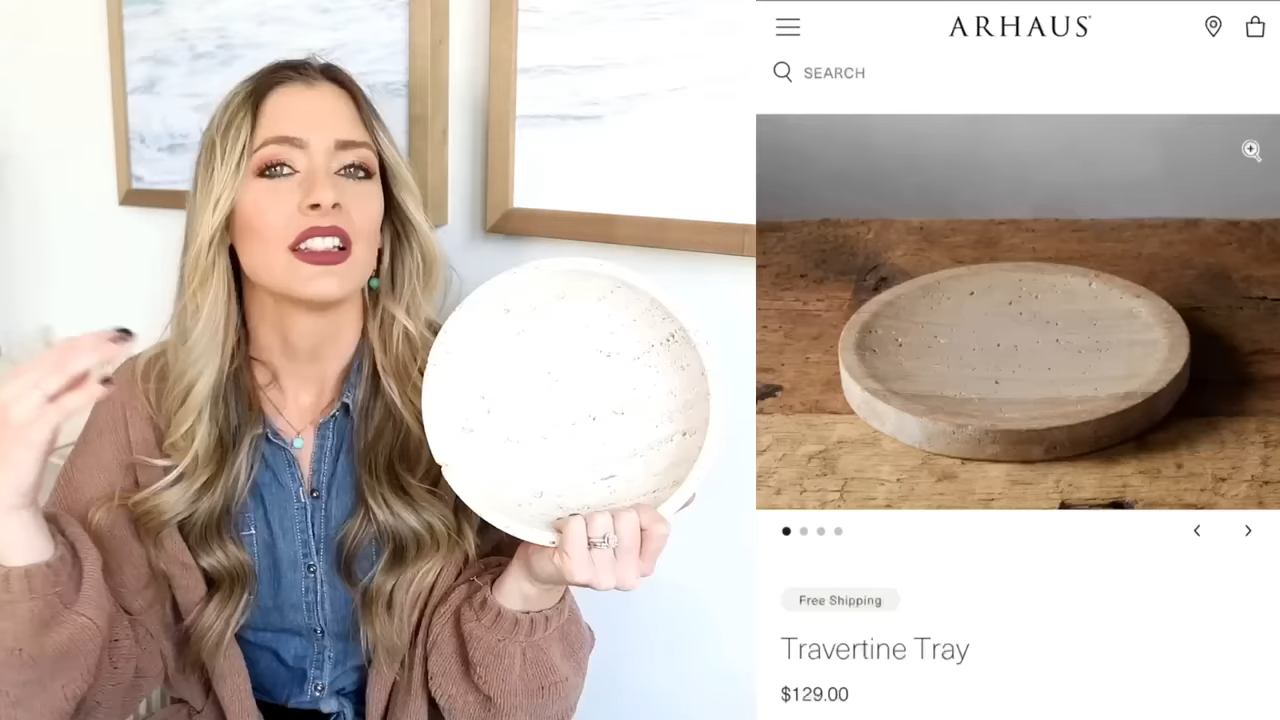 ARHAUS
SEARCH
Free Shipping
Travertine Tray
$129.00